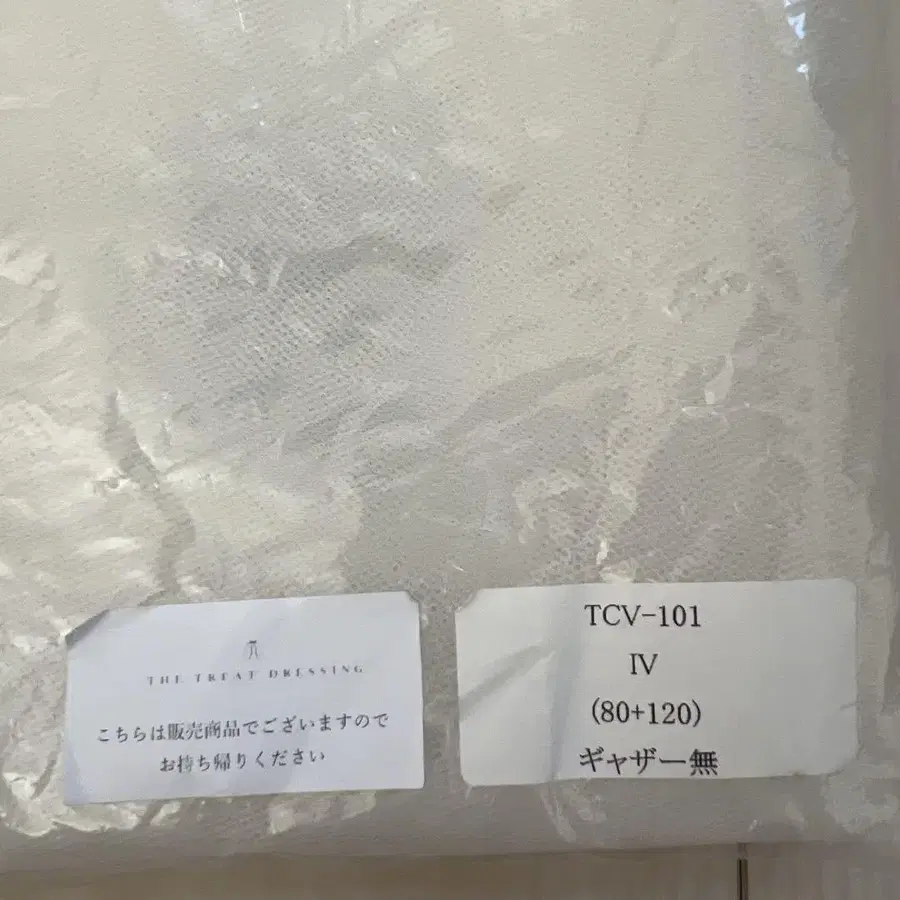 THE TREAT DRESSING
こちらは販売商品でございますので
お持ち帰りください
TCV-101
IV
(80+120)
ギャザー無